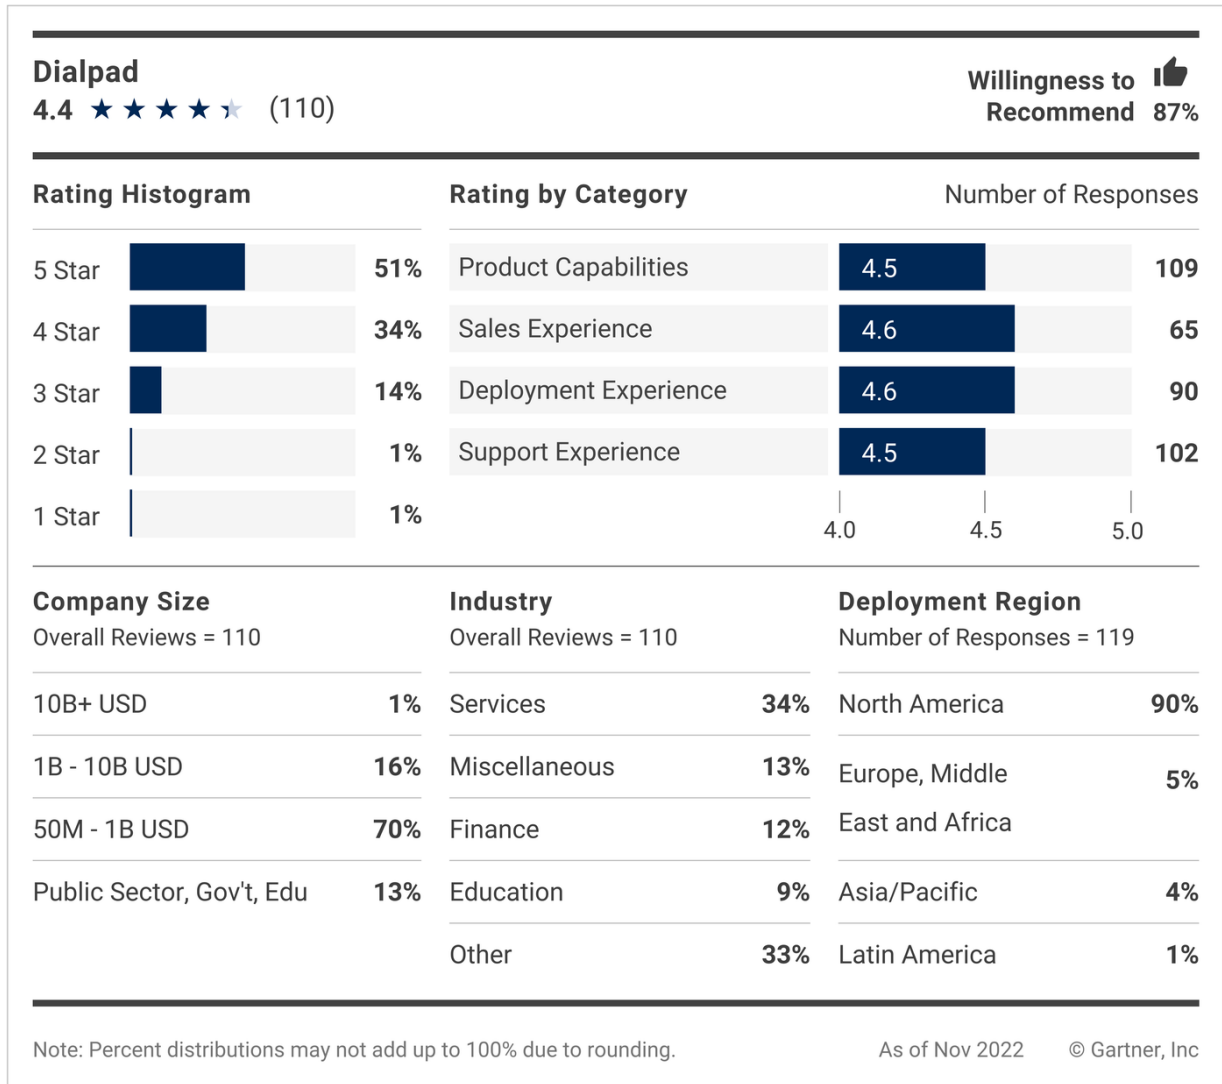 Dialpad
4.4 ★ ★ ★ ★ ★ (110)
Willingness to
Recommend 87%
Rating Histogram
5 Star 51%
4 Star 34%
3 Star 14%
2 Star 1%
1 Star 1%
Rating by Category Number of Responses
Product Capabilities 4.5 109
Sales Experience 4.6 65
Deployment Experience 4.6 90
Support Experience 4.5 102
4.0 4.5 5.0
Company Size
Overall Reviews = 110
10B+ USD 1%
1B - 10B USD 16%
50M - 1B USD 70%
Public Sector, Gov't, Edu 13%
Industry
Overall Reviews = 110
Services 34%
Miscellaneous 13%
Finance 12%
Education 9%
Other 33%
Deployment Region
Number of Responses = 119
North America 90%
Europe, Middle 5%
East and Africa
Asia/Pacific 4%
Latin America 1%
Note: Percent distributions may not add up to 100% due to rounding. As of Nov 2022 © Gartner, Inc